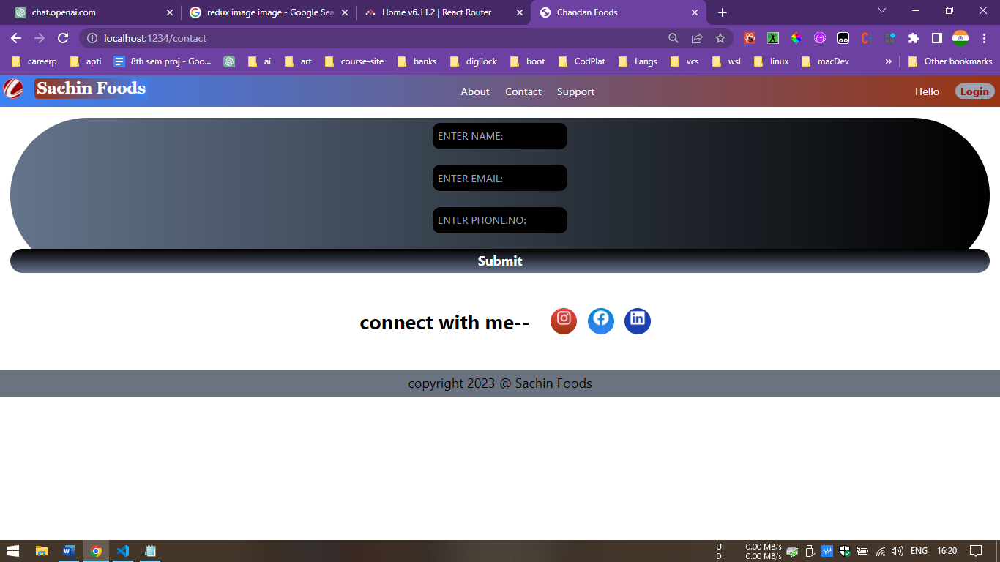 chat.openai.com
redux image image - Google Sea
Home v6.11.2 | React Router
Chandan Foods
localhost:1234/contact
careerp
apti
8th sem proj - Goo...
ai
art
course-site
banks
digilock
boot
CodPlat
Langs
vcs
wsl
linux
macDev
»
Other bookmarks
Sachin Foods
About
Contact
Support
Hello
Login
ENTER NAME:
ENTER EMAIL:
ENTER PHONE.NO:
Submit
connect with me--
copyright 2023 @ Sachin Foods
U: 0.00 MB/s
D: 0.00 MB/s
ENG
16:20